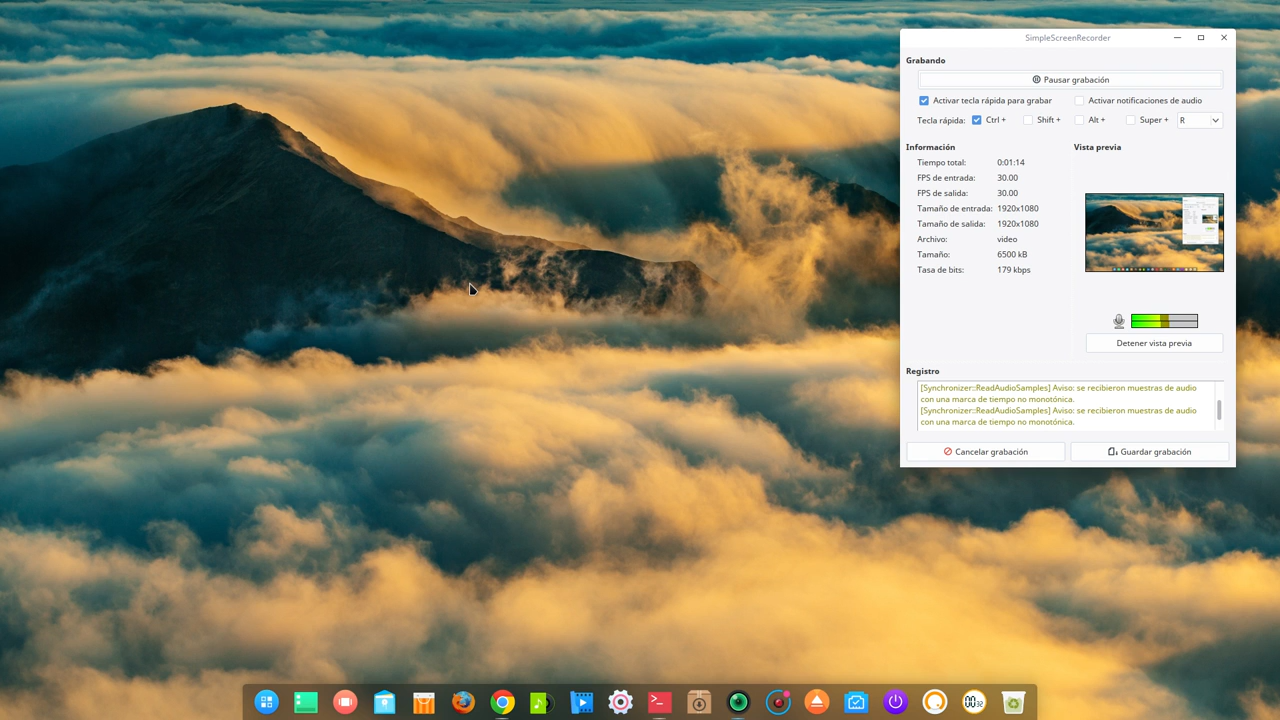 SimpleScreenRecorder
Grabando
Pausar grabación
Activar tecla rápida para grabar
Activar notificaciones de audio
Tecla rápida: Ctrl + Shift + Alt + Super + R
Información
Vista previa
Tiempo total: 0:01:14
FPS de entrada: 30.00
FPS de salida: 30.00
Tamaño de entrada: 1920x1080
Tamaño de salida: 1920x1080
Archivo: video
Tamaño: 6500 kB
Tasa de bits: 179 kbps
Detener vista previa
Registro
[Synchronizer::ReadAudioSamples] Aviso: se recibieron muestras de audio
con una marca de tiempo no monotónica.
[Synchronizer::ReadAudioSamples] Aviso: se recibieron muestras de audio
con una marca de tiempo no monotónica.
Cancelar grabación
Guardar grabación
00 32